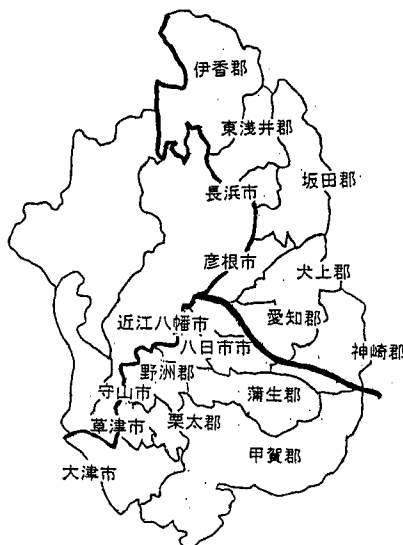 伊香郡
東浅井郡
坂田郡
長浜市
彦根市
犬上郡
近江八幡市
愛知郡
八日市市
神崎郡
野洲郡
守山市
蒲生郡
草津市
栗太郡
甲賀郡
大津市